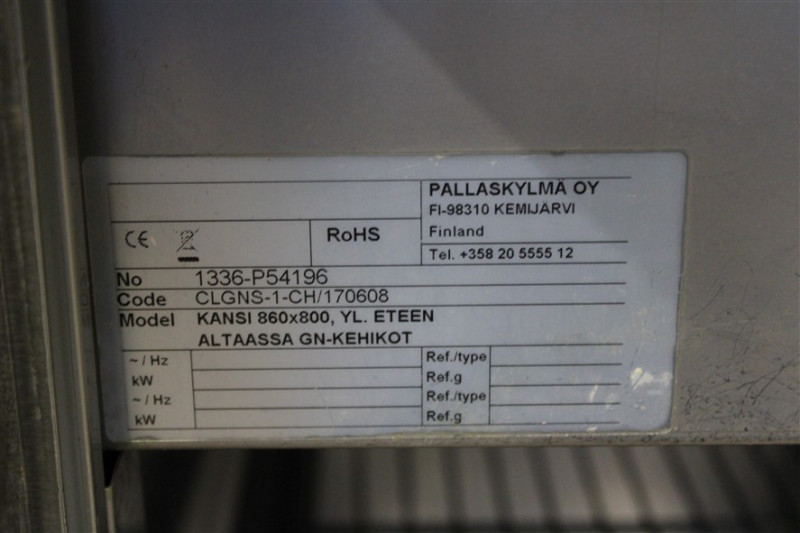 PALLASKYLMÄ OY
FI-98310 KEMIJÄRVI
Finland
CE RoHS
Tel. +358 20 5555 12
No 1336-P54196
Code CLGNS-1-CH/170608
Model KANSI 860x800, YL. ETEEN
ALTAASSA GN-KEHIKOT
~ / Hz Ref./type
kW Ref.g
~ / Hz Ref./type
kW Ref.g